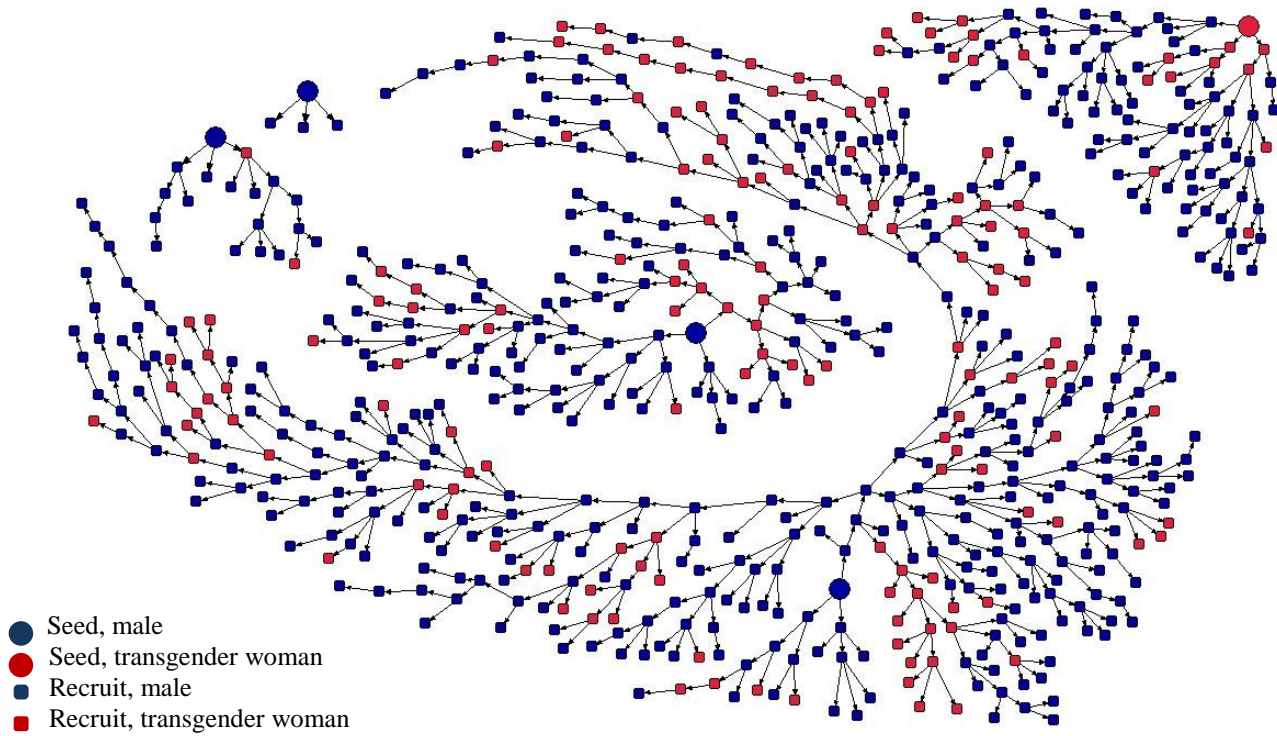 Seed, male
Seed, transgender woman
Recruit, male
Recruit, transgender woman